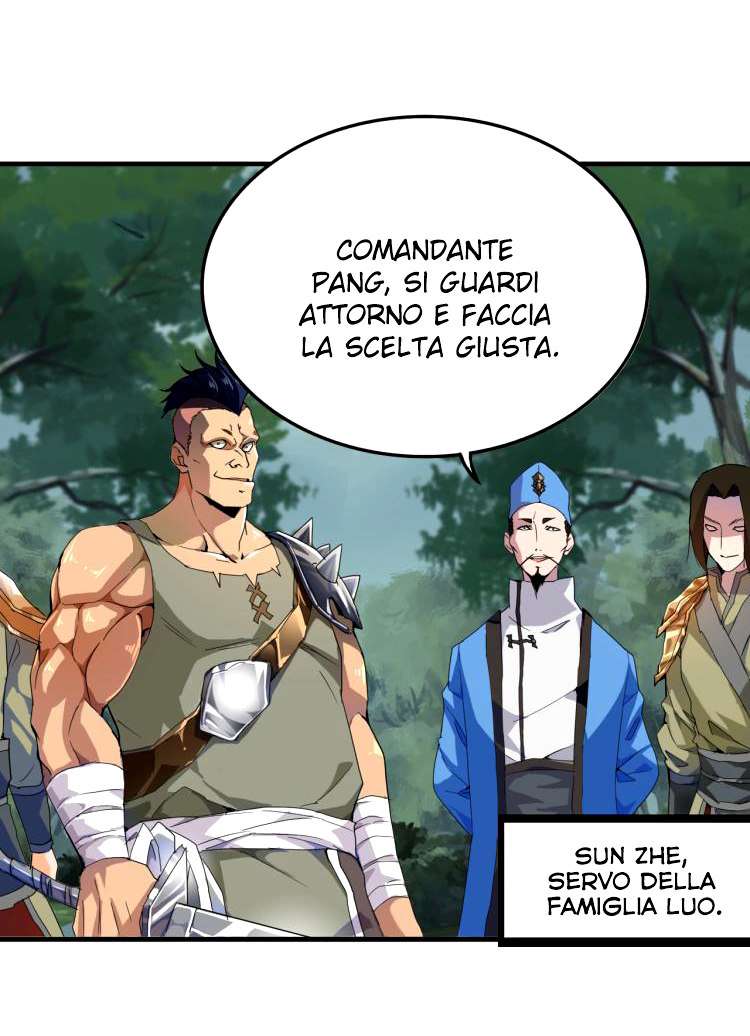 COMANDANTE
PANG, SI GUARDI
ATTORNO E FACCIA
LA SCELTA GIUSTA.
SUN ZHE,
SERVO DELLA
FAMIGLIA LUO.